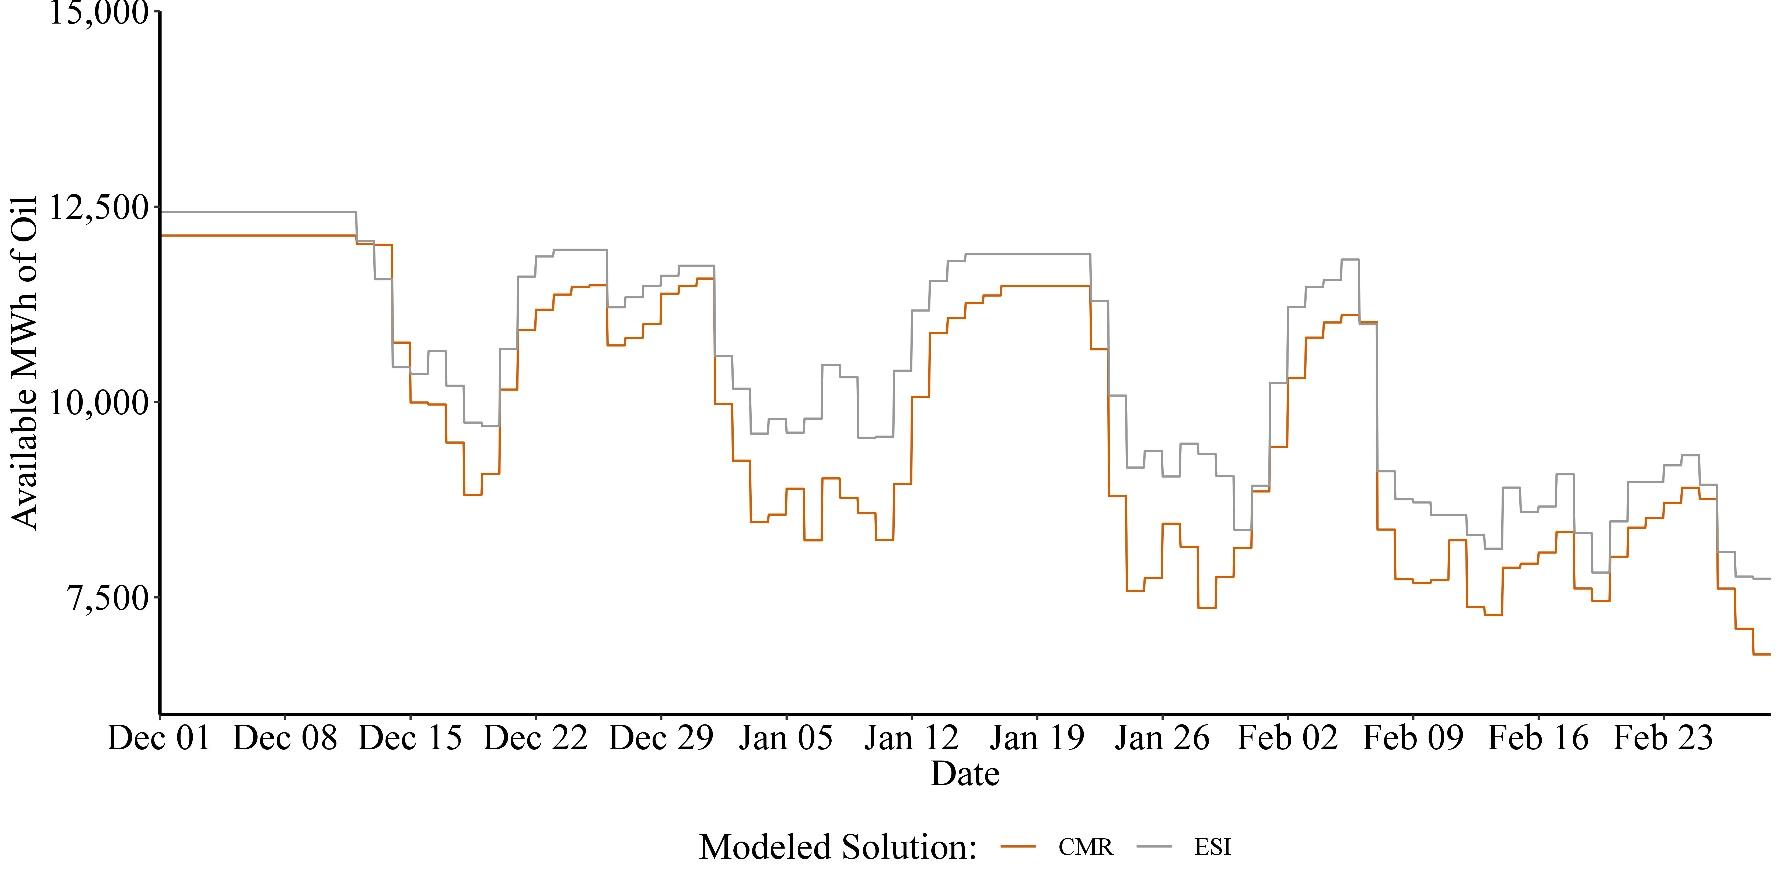 15,000
12,500
10,000
7,500
Available MWh of Oil
Dec 01 Dec 08 Dec 15 Dec 22 Dec 29 Jan 05 Jan 12 Jan 19 Jan 26 Feb 02 Feb 09 Feb 16 Feb 23
Date
Modeled Solution: CMR ESI